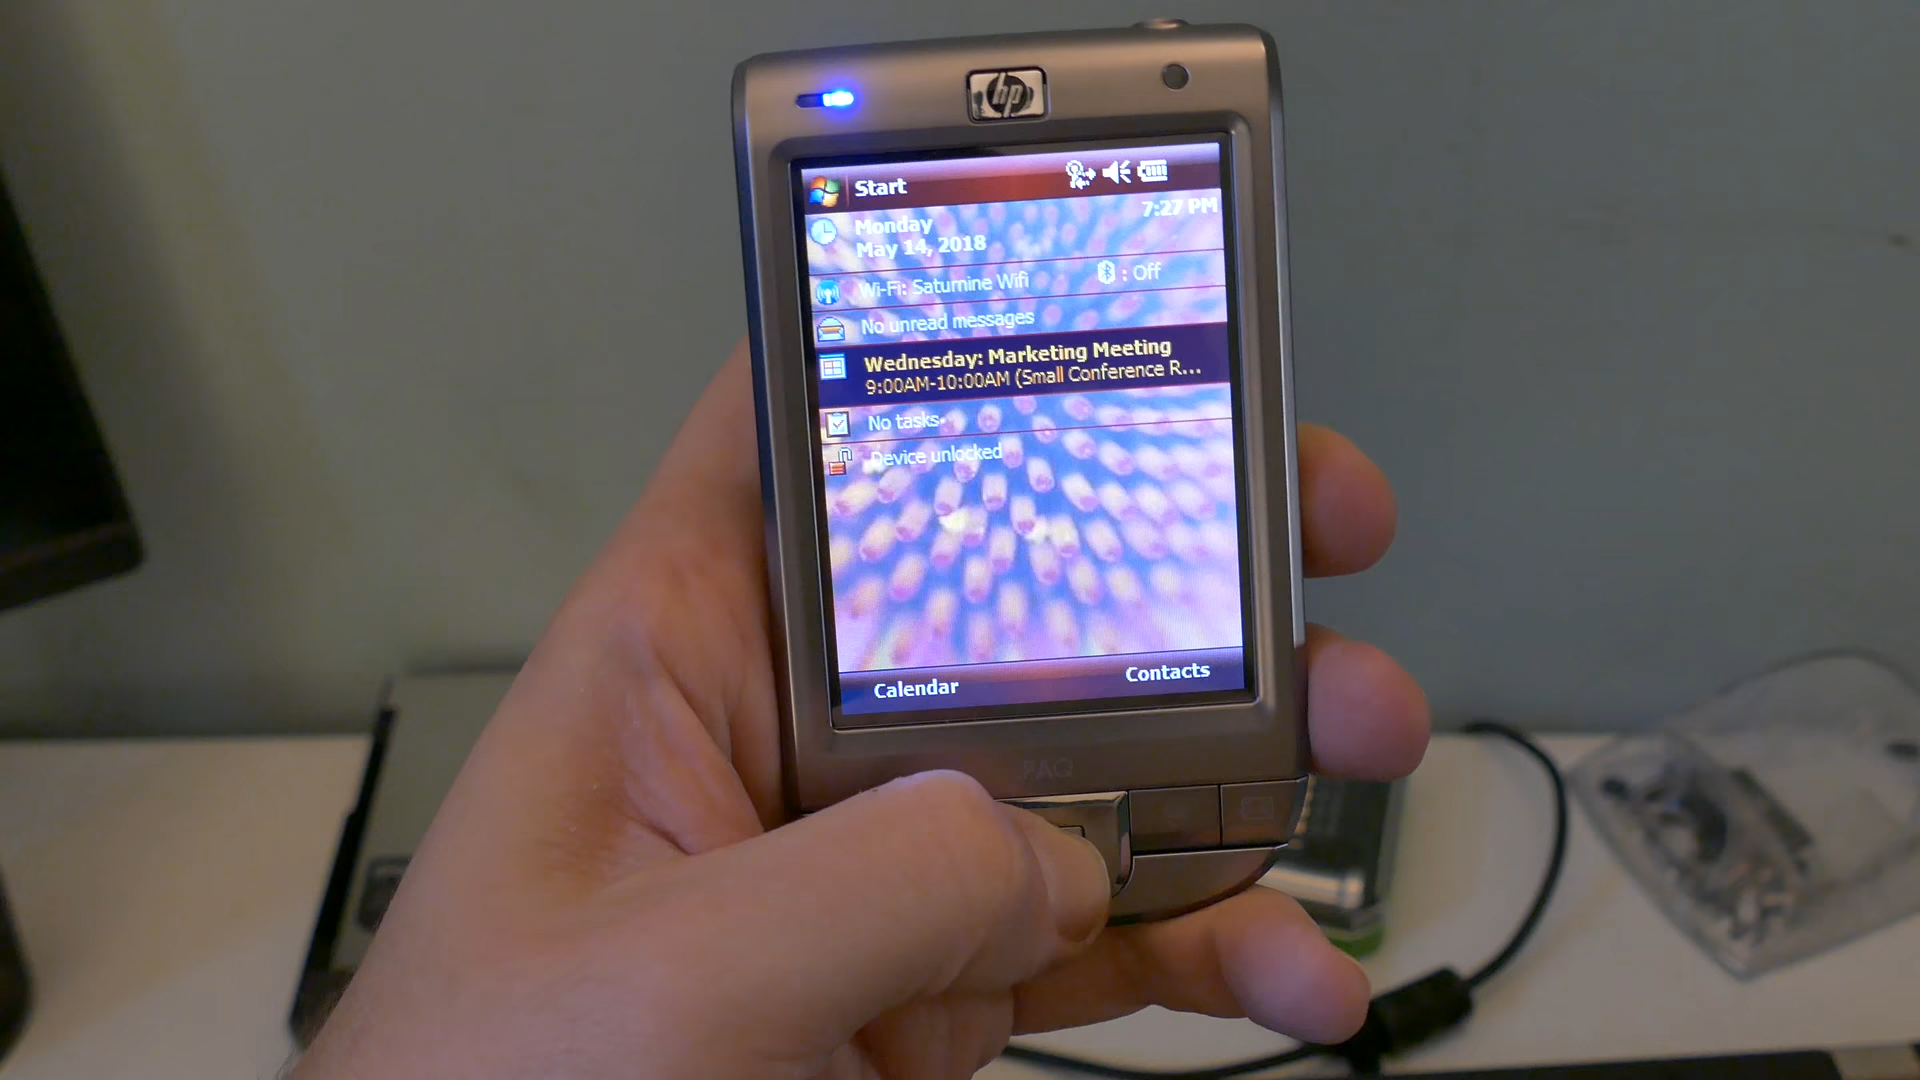 hp
Start
7:27 PM
Monday
May 14, 2018
Wi-Fi: Saturnine Wifi
: Off
No unread messages
Wednesday: Marketing Meeting
9:00AM-10:00AM (Small Conference R...
No tasks
Device unlocked
Calendar
Contacts
PAQ